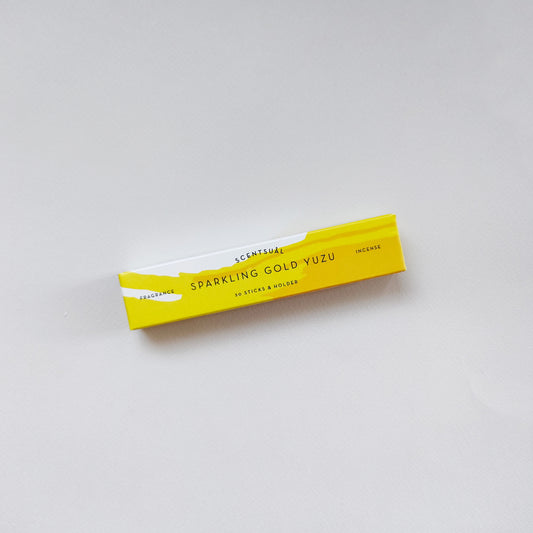 SCENTSUAL
FRAGRANCE
SPARKLING GOLD YUZU
INCENSE
30 STICKS & HOLDER